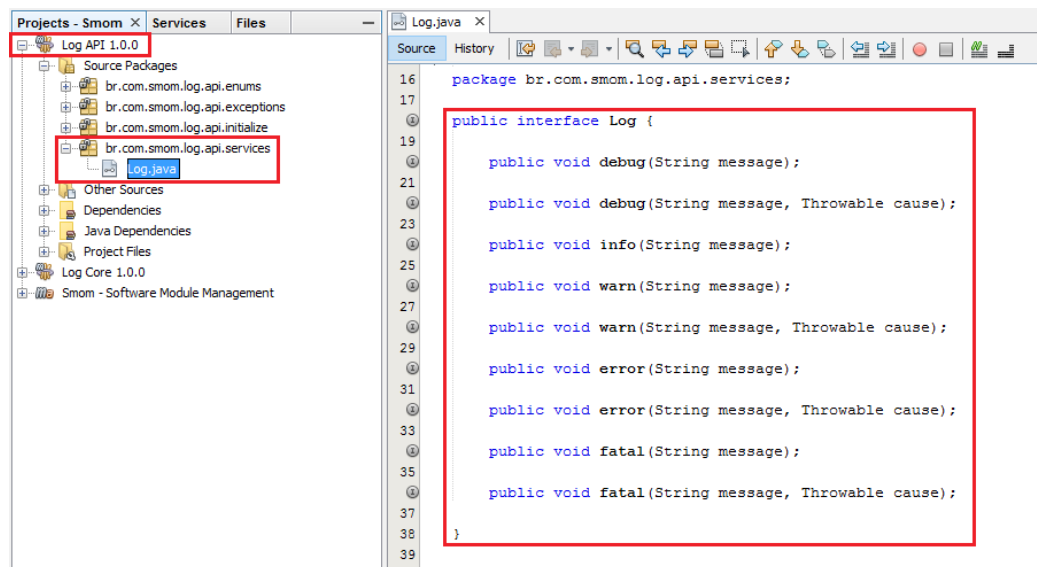 Projects - Smom × Services Files
Log API 1.0.0
Source Packages
br.com.smom.log.api.enums
br.com.smom.log.api.exceptions
br.com.smom.log.api.initialize
br.com.smom.log.api.services
Log.java
Other Sources
Dependencies
Java Dependencies
Project Files
Log Core 1.0.0
Smom - Software Module Management
Log.java ×
Source History
16 package br.com.smom.log.api.services;
17
public interface Log {
19
public void debug(String message);
21
public void debug(String message, Throwable cause);
23
public void info(String message);
25
public void warn(String message);
27
public void warn(String message, Throwable cause);
29
public void error(String message);
31
public void error(String message, Throwable cause);
33
public void fatal(String message);
35
public void fatal(String message, Throwable cause);
37
38 }
39